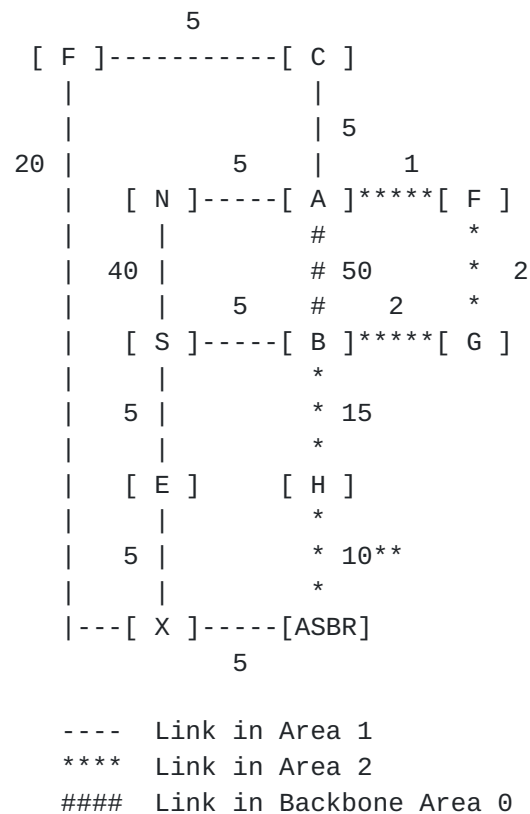 5
 [ F ]-----------[ C ]
   |               |
   |               | 5
20 |          5    |     1
   |   [ N ]-----[ A ]*****[ F ]
   |     |         #         *
   |  40 |         # 50      *  2
   |     |    5    #    2    *
   |   [ S ]-----[ B ]*****[ G ]
   |     |         *
   |   5 |         * 15
   |     |         *
   |   [ E ]     [ H ]
   |     |         *
   |   5 |         * 10**
   |     |         *
   |---[ X ]-----[ASBR]
              5

   ----  Link in Area 1
   ****  Link in Area 2
   ####  Link in Backbone Area 0